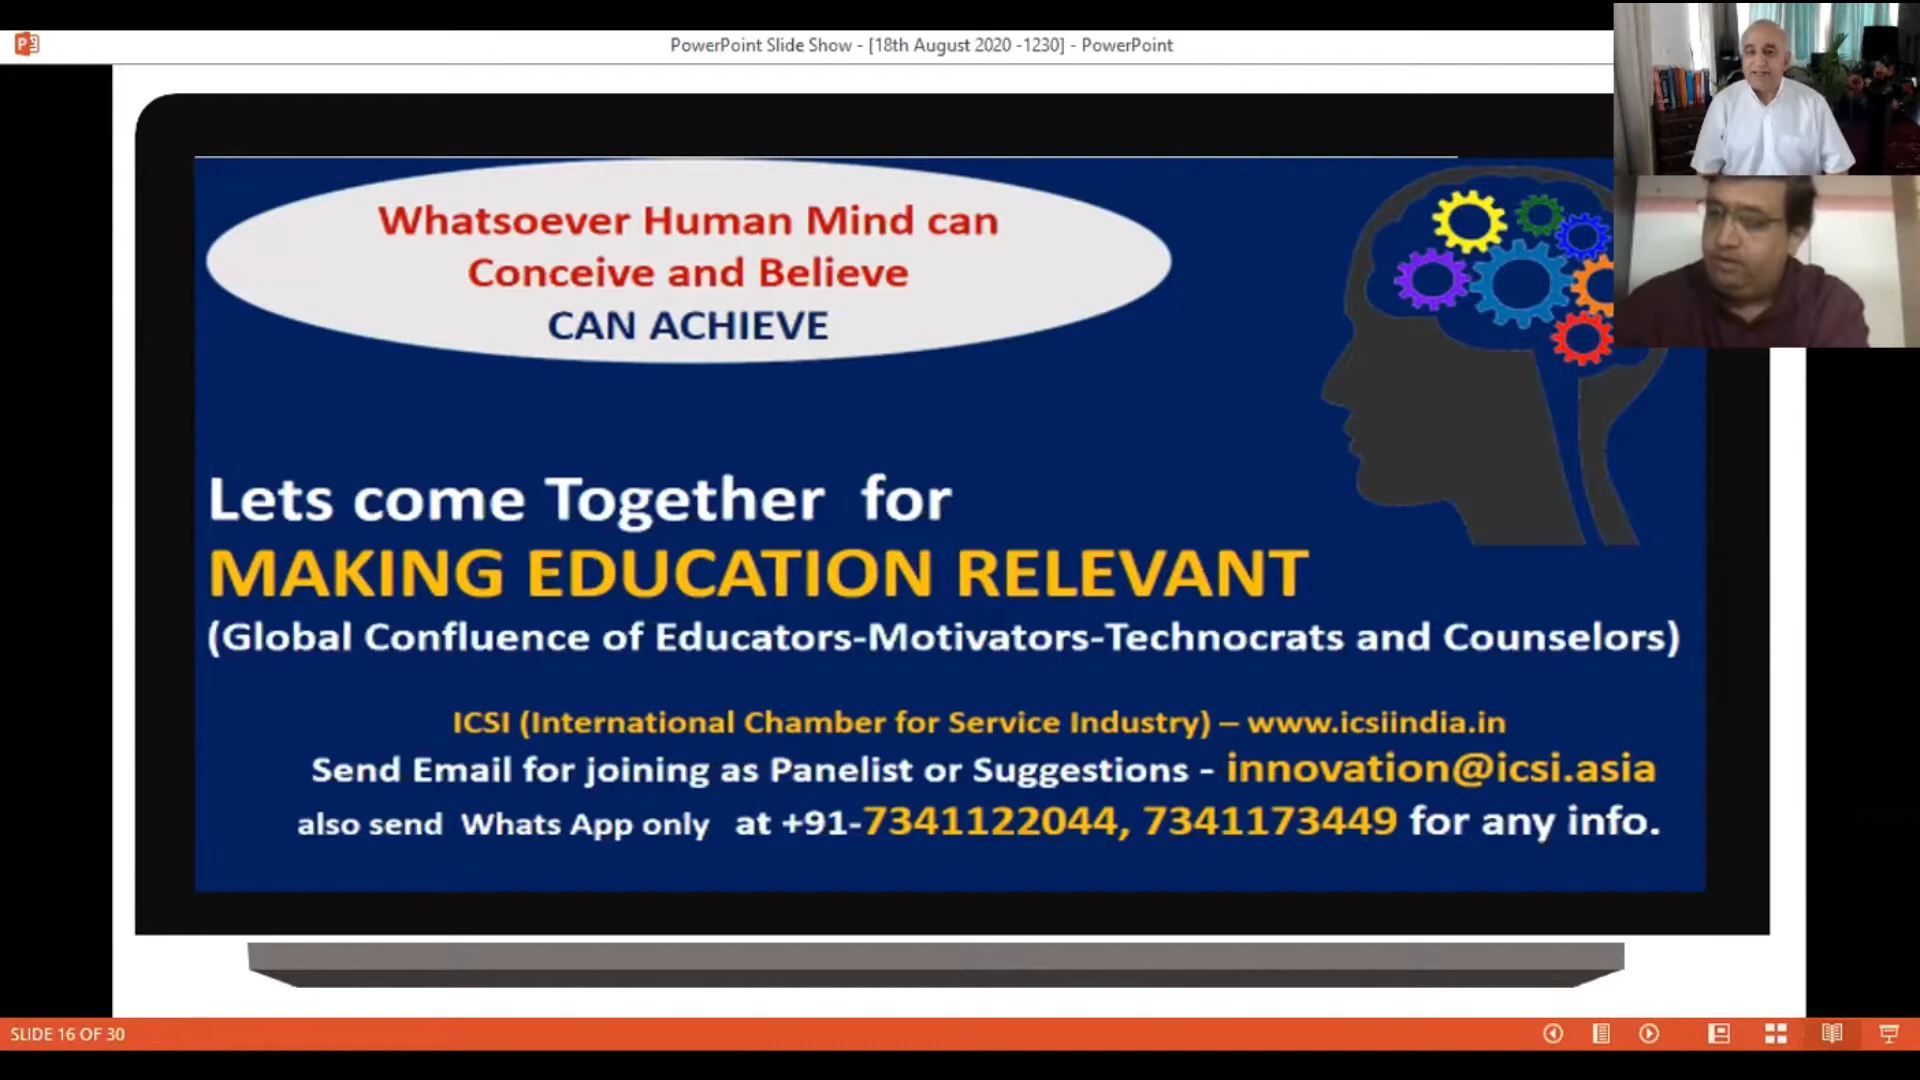 PowerPoint Slide Show - [18th August 2020 -1230] - PowerPoint
Whatsoever Human Mind can
Conceive and Believe
CAN ACHIEVE
Lets come Together for
MAKING EDUCATION RELEVANT
(Global Confluence of Educators-Motivators-Technocrats and Counselors)
ICSI (International Chamber for Service Industry) – www.icsiindia.in
Send Email for joining as Panelist or Suggestions - innovation@icsi.asia
also send Whats App only at +91-7341122044, 7341173449 for any info.
SLIDE 16 OF 30